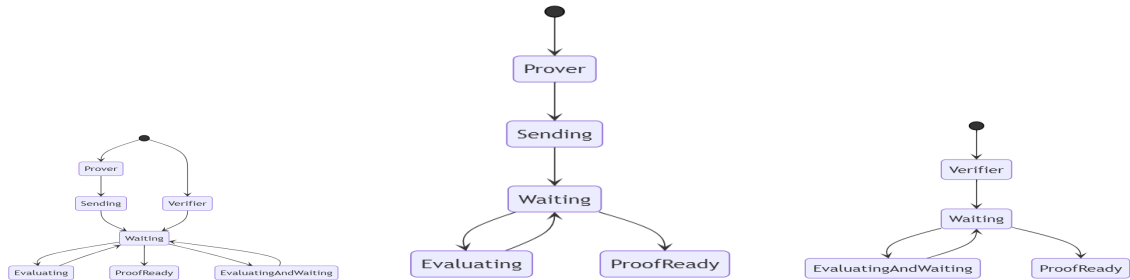 Prover
Sending
Verifier
Waiting
Evaluating
ProofReady
EvaluatingAndWaiting
Prover
Sending
Waiting
Evaluating
ProofReady
Verifier
Waiting
EvaluatingAndWaiting
ProofReady